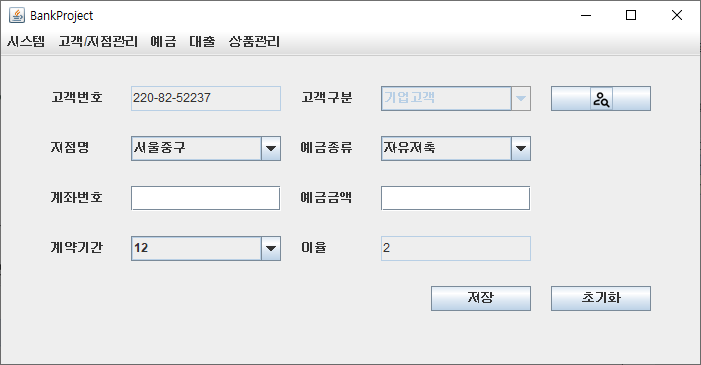 BankProject
시스템 고객/지점관리 예금 대출 상품관리
고객번호 220-82-52237 고객구분 기업고객
지점명 서울중구 예금종류 자유저축
계좌번호 예금금액
계약기간 12 이율 2
저장 초기화